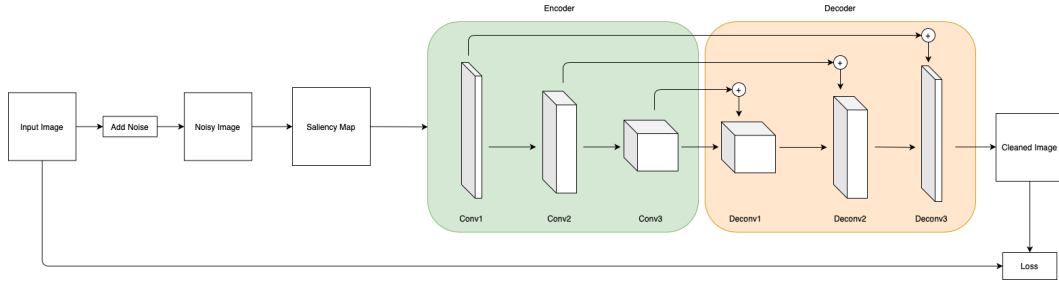 Encoder
Decoder
+
+
+
Input Image
Add Noise
Noisy Image
Saliency Map
Cleaned Image
Conv1
Conv2
Conv3
Deconv1
Deconv2
Deconv3
Loss